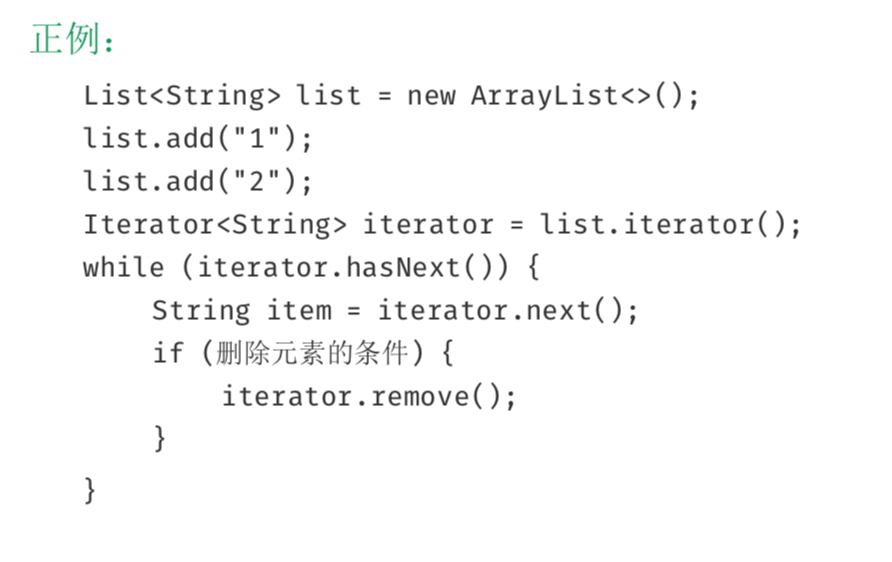 正例：
List<String> list = new ArrayList<>();
list.add("1");
list.add("2");
Iterator<String> iterator = list.iterator();
while (iterator.hasNext()) {
String item = iterator.next();
if (删除元素的条件) {
iterator.remove();
}
}